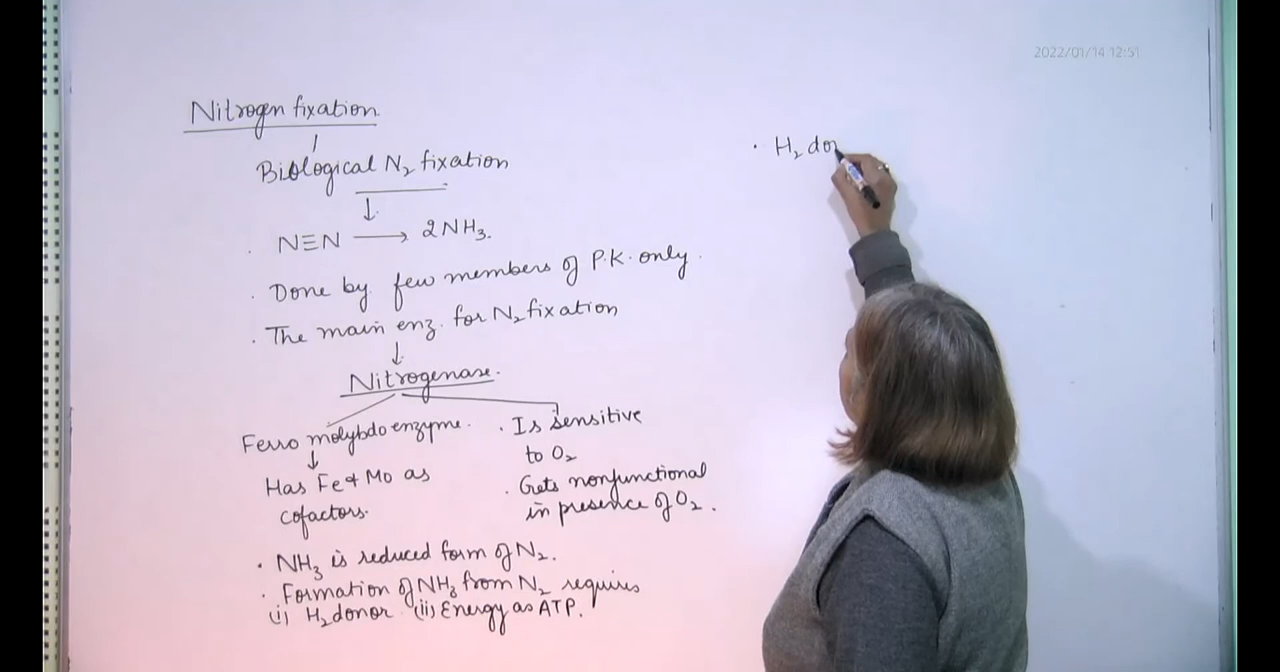 2022/01/14 12:51
Nitrogen fixation
Biological N₂ fixation
↓
· N≡N → 2NH₃.
· Done by few members of P.K. only.
· The main enz. for N₂ fixation
↓
Nitrogenase.
Ferro molybdo enzyme.
↓
Has Fe & Mo as
cofactors.
· Is sensitive
to O₂
· Gets nonfunctional
in presence of O₂.
· NH₃ is reduced form of N₂.
· Formation of NH₃ from N₂ requires
(i) H₂ donor (ii) Energy as ATP.
· H₂ do